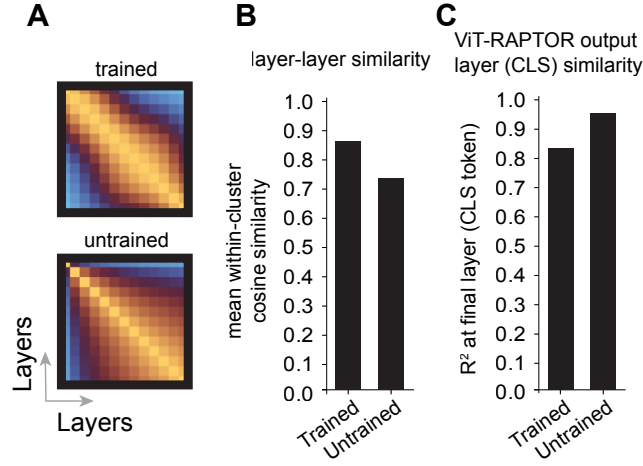 A
trained
untrained
Layers
Layers
B
layer-layer similarity
mean within-cluster
cosine similarity
1.0
0.9
0.8
0.7
0.6
0.5
0.4
0.3
0.2
0.1
0.0
Trained
Untrained
C
ViT-RAPTOR output
layer (CLS) similarity
R² at final layer (CLS token)
1.0
0.9
0.8
0.7
0.6
0.5
0.4
0.3
0.2
0.1
0.0
Trained
Untrained